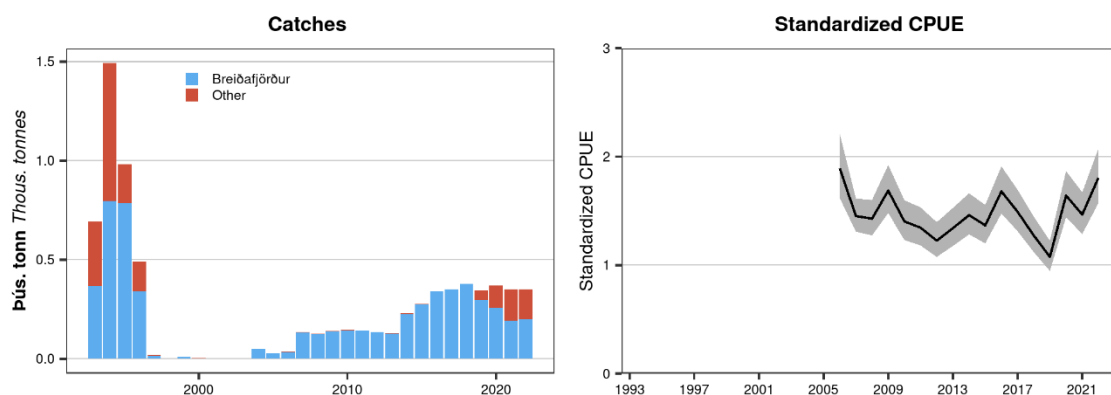 Catches
Þús. tonn Thous. tonnes
1.5
1.0
0.5
0.0
Breiðafjörður
Other
2000 2010 2020
Standardized CPUE
Standardized CPUE
3
2
1
0
1993 1997 2001 2005 2009 2013 2017 2021